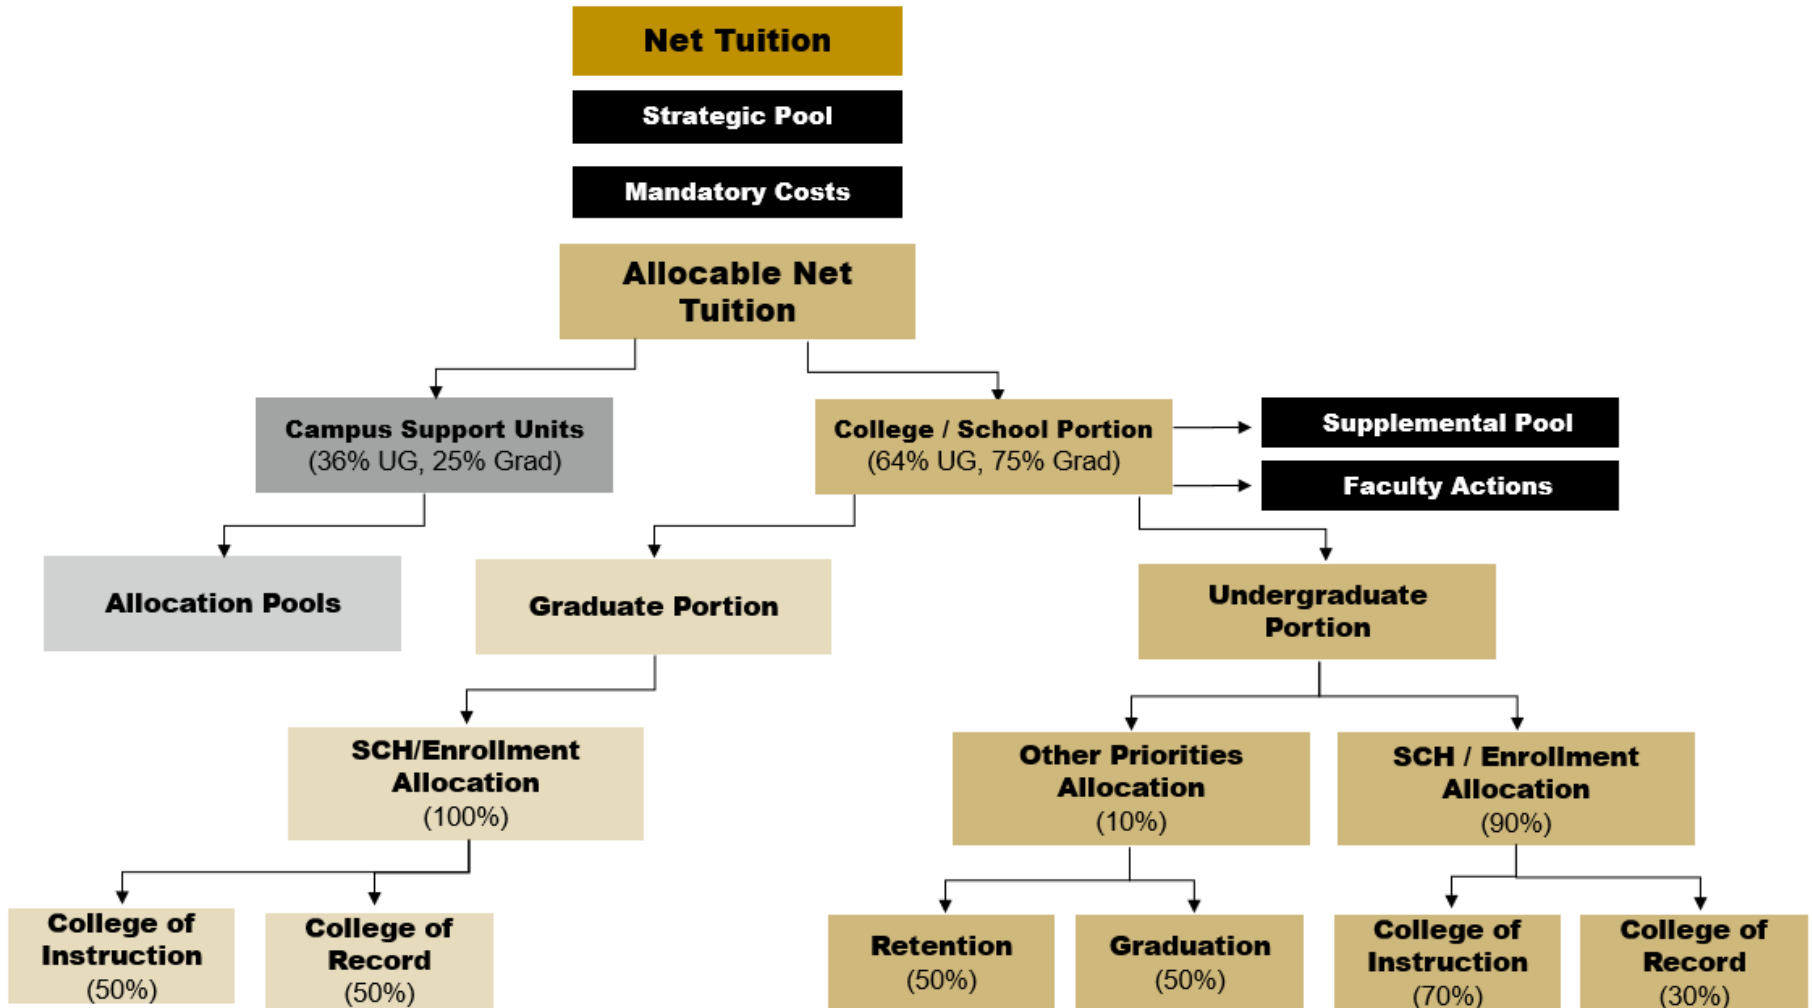 Net Tuition
Strategic Pool
Mandatory Costs
Allocable Net
Tuition
Campus Support Units
(36% UG, 25% Grad)
College / School Portion
(64% UG, 75% Grad)
Supplemental Pool
Faculty Actions
Allocation Pools
Graduate Portion
Undergraduate
Portion
SCH/Enrollment
Allocation
(100%)
Other Priorities
Allocation
(10%)
SCH / Enrollment
Allocation
(90%)
College of
Instruction
(50%)
College of
Record
(50%)
Retention
(50%)
Graduation
(50%)
College of
Instruction
(70%)
College of
Record
(30%)